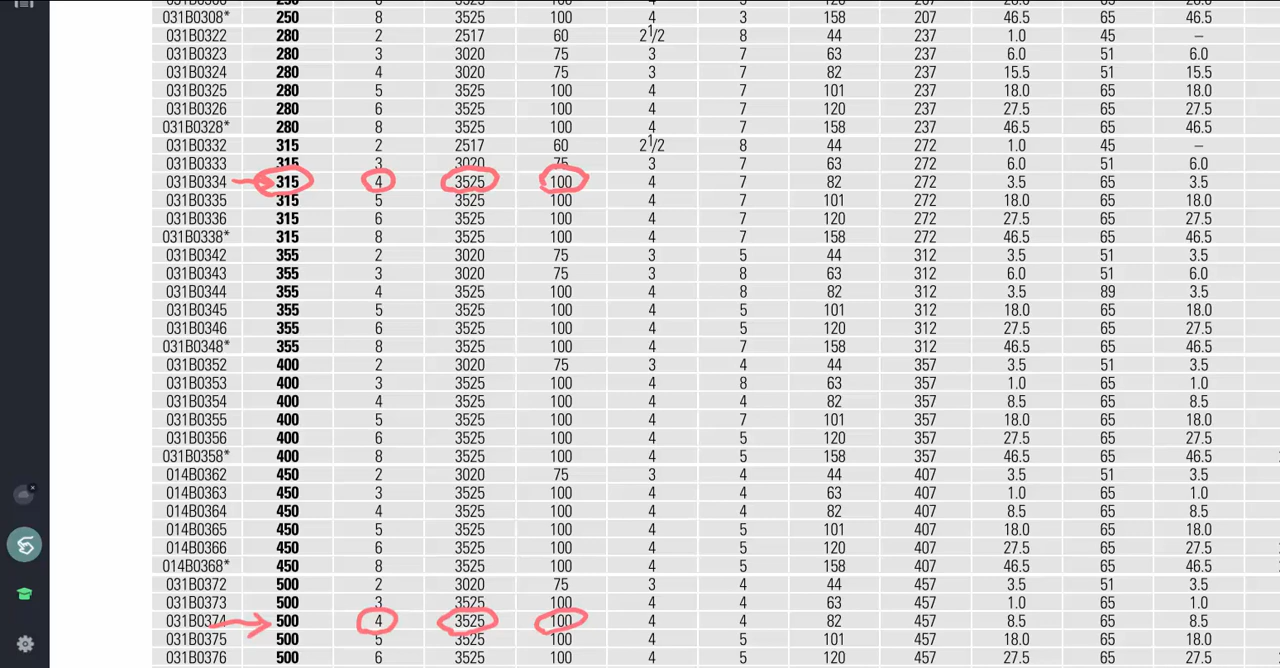 031B0308* 250 8 3525 100 4 3 158 207 46.5 65 46.5
031B0322 280 2 2517 60 2 1/2 8 44 237 1.0 45 –
031B0323 280 3 3020 75 3 7 63 237 6.0 51 6.0
031B0324 280 4 3020 75 3 7 82 237 15.5 51 15.5
031B0325 280 5 3525 100 4 7 101 237 18.0 65 18.0
031B0326 280 6 3525 100 4 7 120 237 27.5 65 27.5
031B0328* 280 8 3525 100 4 7 158 237 46.5 65 46.5
031B0332 315 2 2517 60 2 1/2 8 44 272 1.0 45 –
031B0333 315 3 3020 75 3 7 63 272 6.0 51 6.0
031B0334 315 4 3525 100 4 7 82 272 3.5 65 3.5
031B0335 315 5 3525 100 4 7 101 272 18.0 65 18.0
031B0336 315 6 3525 100 4 7 120 272 27.5 65 27.5
031B0338* 315 8 3525 100 4 7 158 272 46.5 65 46.5
031B0342 355 2 3020 75 3 5 44 312 3.5 51 3.5
031B0343 355 3 3020 75 3 8 63 312 6.0 51 6.0
031B0344 355 4 3525 100 4 8 82 312 3.5 89 3.5
031B0345 355 5 3525 100 4 5 101 312 18.0 65 18.0
031B0346 355 6 3525 100 4 5 120 312 27.5 65 27.5
031B0348* 355 8 3525 100 4 7 158 312 46.5 65 46.5
031B0352 400 2 3020 75 3 4 44 357 3.5 51 3.5
031B0353 400 3 3525 100 4 8 63 357 1.0 65 1.0
031B0354 400 4 3525 100 4 4 82 357 8.5 65 8.5
031B0355 400 5 3525 100 4 7 101 357 18.0 65 18.0
031B0356 400 6 3525 100 4 5 120 357 27.5 65 27.5
031B0358* 400 8 3525 100 4 5 158 357 46.5 65 46.5
014B0362 450 2 3020 75 3 4 44 407 3.5 51 3.5
014B0363 450 3 3525 100 4 4 63 407 1.0 65 1.0
014B0364 450 4 3525 100 4 4 82 407 8.5 65 8.5
014B0365 450 5 3525 100 4 5 101 407 18.0 65 18.0
014B0366 450 6 3525 100 4 5 120 407 27.5 65 27.5
014B0368* 450 8 3525 100 4 5 158 407 46.5 65 46.5
031B0372 500 2 3020 75 3 4 44 457 3.5 51 3.5
031B0373 500 3 3525 100 4 4 63 457 1.0 65 1.0
031B0374 500 4 3525 100 4 4 82 457 8.5 65 8.5
031B0375 500 5 3525 100 4 5 101 457 18.0 65 18.0
031B0376 500 6 3525 100 4 5 120 457 27.5 65 27.5